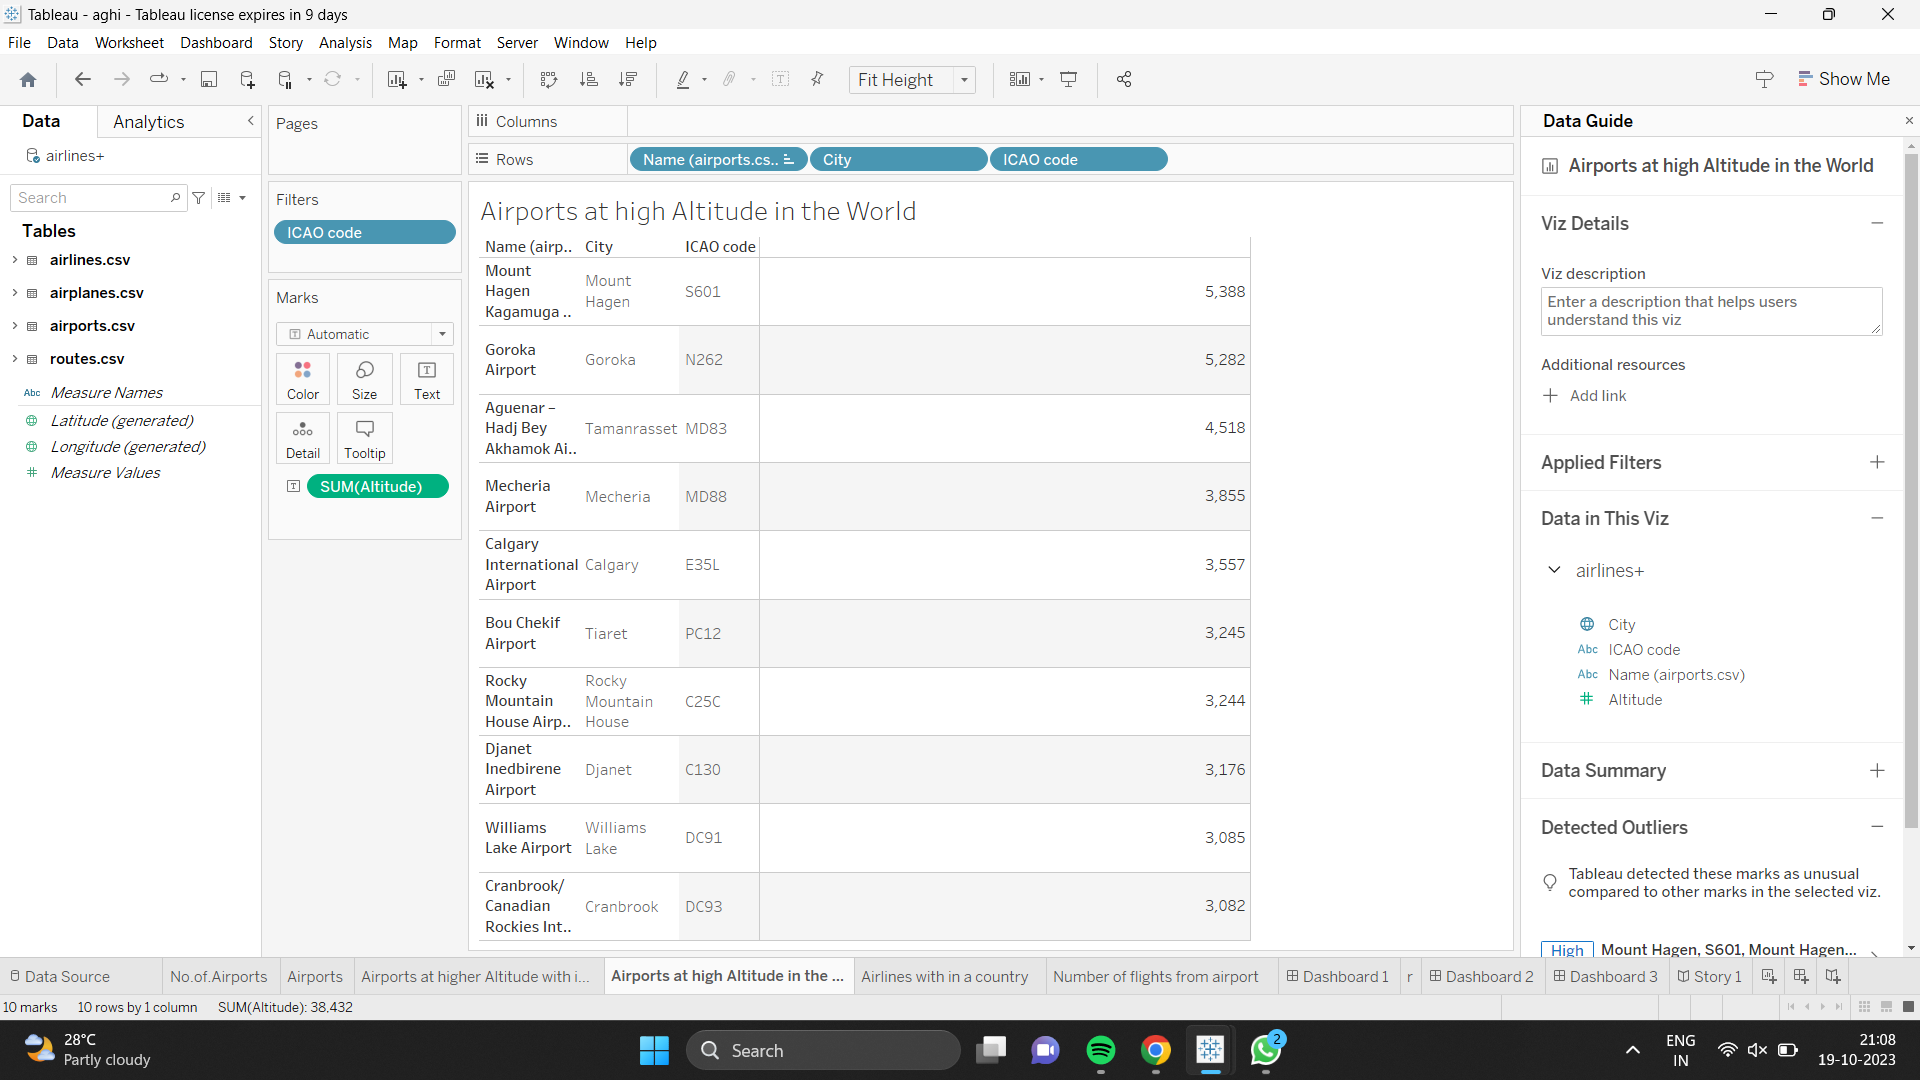 Tableau - aghi - Tableau license expires in 9 days
File Data Worksheet Dashboard Story Analysis Map Format Server Window Help
Fit Height
Show Me
Data Analytics
airlines+
Search
Tables
airlines.csv
airplanes.csv
airports.csv
routes.csv
Abc Measure Names
Latitude (generated)
Longitude (generated)
Measure Values
Pages
Filters
ICAO code
Marks
Automatic
Color Size Text
Detail Tooltip
SUM(Altitude)
Columns
Rows Name (airports.cs.. City ICAO code
Airports at high Altitude in the World
Name (airp.. City ICAO code
Mount
Hagen
Kagamuga ..
Mount
Hagen
S601 5,388
Goroka
Airport
Goroka N262 5,282
Aguenar –
Hadj Bey
Akhamok Ai..
Tamanrasset MD83 4,518
Mecheria
Airport
Mecheria MD88 3,855
Calgary
International
Airport
Calgary E35L 3,557
Bou Chekif
Airport
Tiaret PC12 3,245
Rocky
Mountain
House Airp..
Rocky
Mountain
House
C25C 3,244
Djanet
Inedbirene
Airport
Djanet C130 3,176
Williams
Lake Airport
Williams
Lake
DC91 3,085
Cranbrook/
Canadian
Rockies Int..
Cranbrook DC93 3,082
Data Guide
Airports at high Altitude in the World
Viz Details
Viz description
Enter a description that helps users
understand this viz
Additional resources
Add link
Applied Filters
Data in This Viz
airlines+
City
Abc ICAO code
Abc Name (airports.csv)
Altitude
Data Summary
Detected Outliers
Tableau detected these marks as unusual
compared to other marks in the selected viz.
High Mount Hagen, S601, Mount Hagen...
Data Source No.of.Airports Airports Airports at higher Altitude with i... Airports at high Altitude in the ... Airlines with in a country Number of flights from airport Dashboard 1 r Dashboard 2 Dashboard 3 Story 1
10 marks 10 rows by 1 column SUM(Altitude): 38,432
28°C
Partly cloudy
Search
2
ENG
IN
21:08
19-10-2023